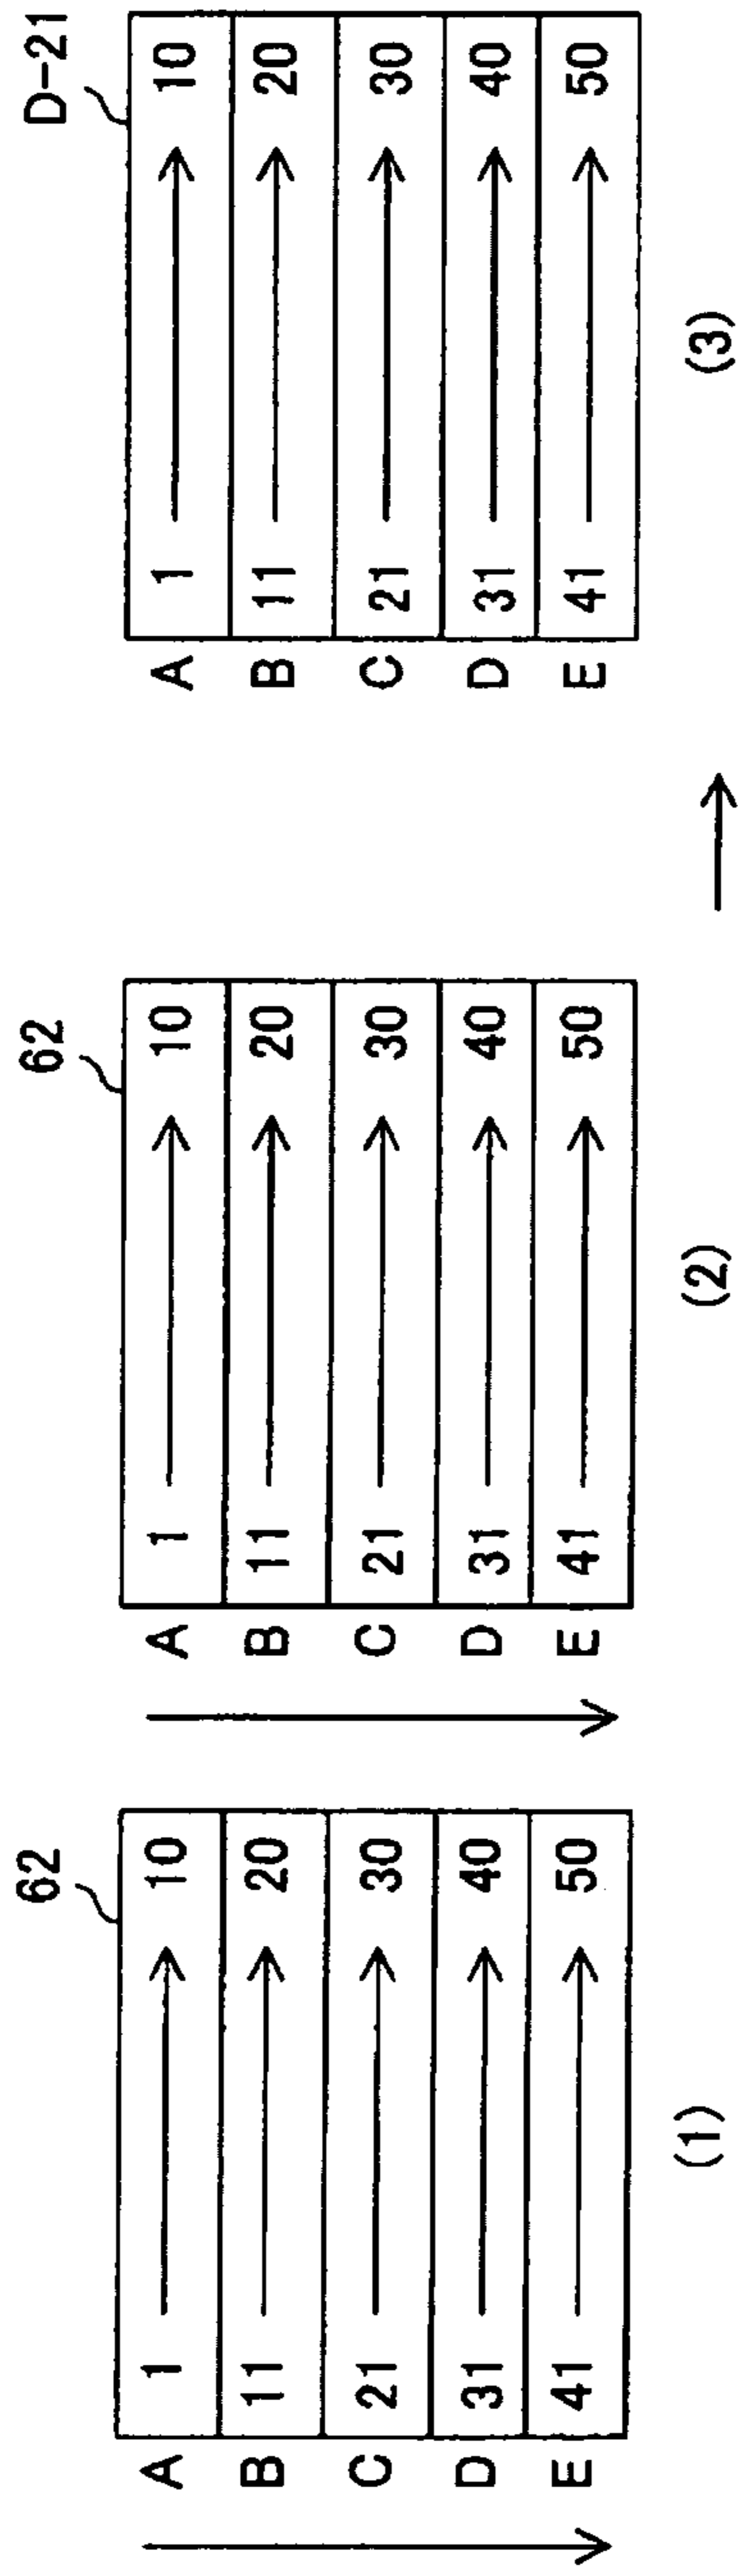 62
A 1 → 10
B 11 → 20
C 21 → 30
D 31 → 40
E 41 → 50
(1)
62
A 1 → 10
B 11 → 20
C 21 → 30
D 31 → 40
E 41 → 50
(2)
→
D-21
A 1 → 10
B 11 → 20
C 21 → 30
D 31 → 40
E 41 → 50
(3)